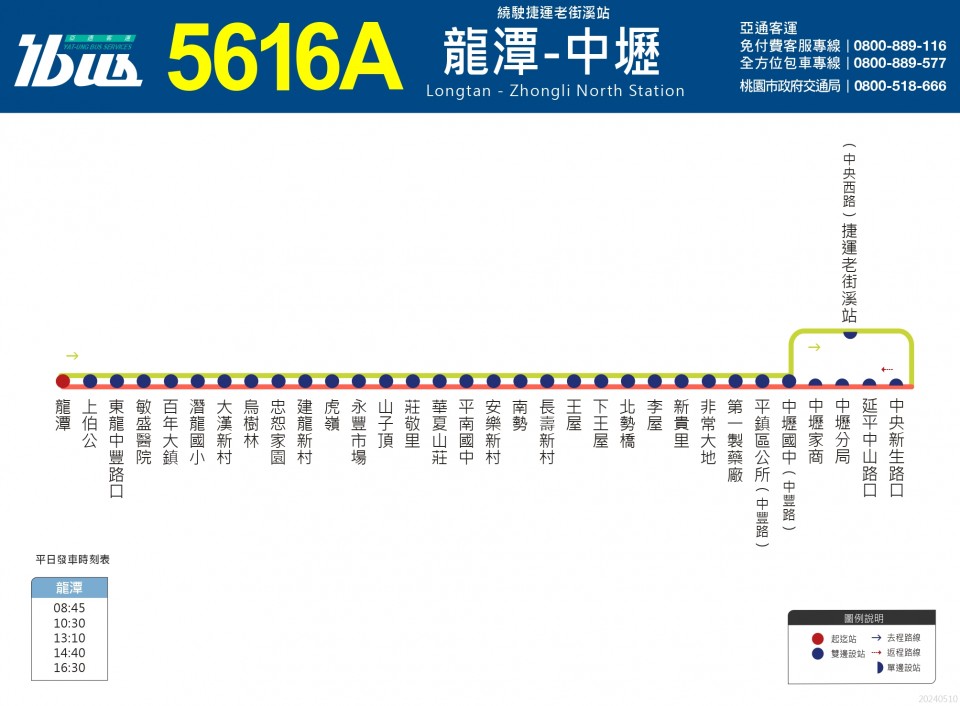 亞通客運
YATUNG BUS SERVICES
Ybus
5616A
繞駛捷運老街溪站
龍潭-中壢
Longtan - Zhongli North Station
亞通客運
免付費客服專線｜0800-889-116
全方位包車專線｜0800-889-577
桃園市政府交通局｜0800-518-666
（中央西路）捷運老街溪站
龍潭
上伯公
東龍中豐路口
敏盛醫院
百年大鎮
潛龍國小
大漢新村
烏樹林
忠恕家園
建龍新村
虎嶺
永豐市場
山子頂
莊敬里
華夏山莊
平南國中
安樂新村
南勢
長壽新村
王屋
下王屋
北勢橋
李屋
新貴里
非常大地
第一製藥廠
平鎮區公所（中豐路）
中壢國中（中豐路）
中壢家商
中壢分局
延平中山路口
中央新生路口
平日發車時刻表
龍潭
08:45
10:30
13:10
14:40
16:30
圖例說明
起迄站
去程路線
雙邊設站
返程路線
單邊設站
20240510